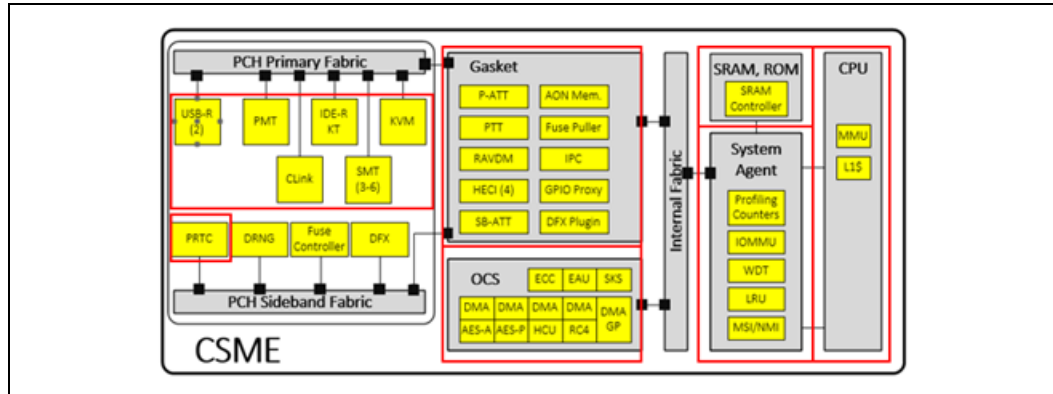 PCH Primary Fabric
USB-R
(2)
PMT
IDE-R
KT
KVM
CLink
SMT
(3-6)
PRTC
DRNG
Fuse
Controller
DFX
PCH Sideband Fabric
CSME
Gasket
P-ATT
AON Mem.
PTT
Fuse Puller
RAVDM
IPC
HECI (4)
GPIO Proxy
SB-ATT
DFX Plugin
OCS
ECC
EAU
SKS
DMA
DMA
DMA
DMA
DMA
GP
AES-A
AES-P
HCU
RC4
Internal Fabric
SRAM, ROM
SRAM
Controller
System
Agent
Profiling
Counters
IOMMU
WDT
LRU
MSI/NMI
CPU
MMU
L1$